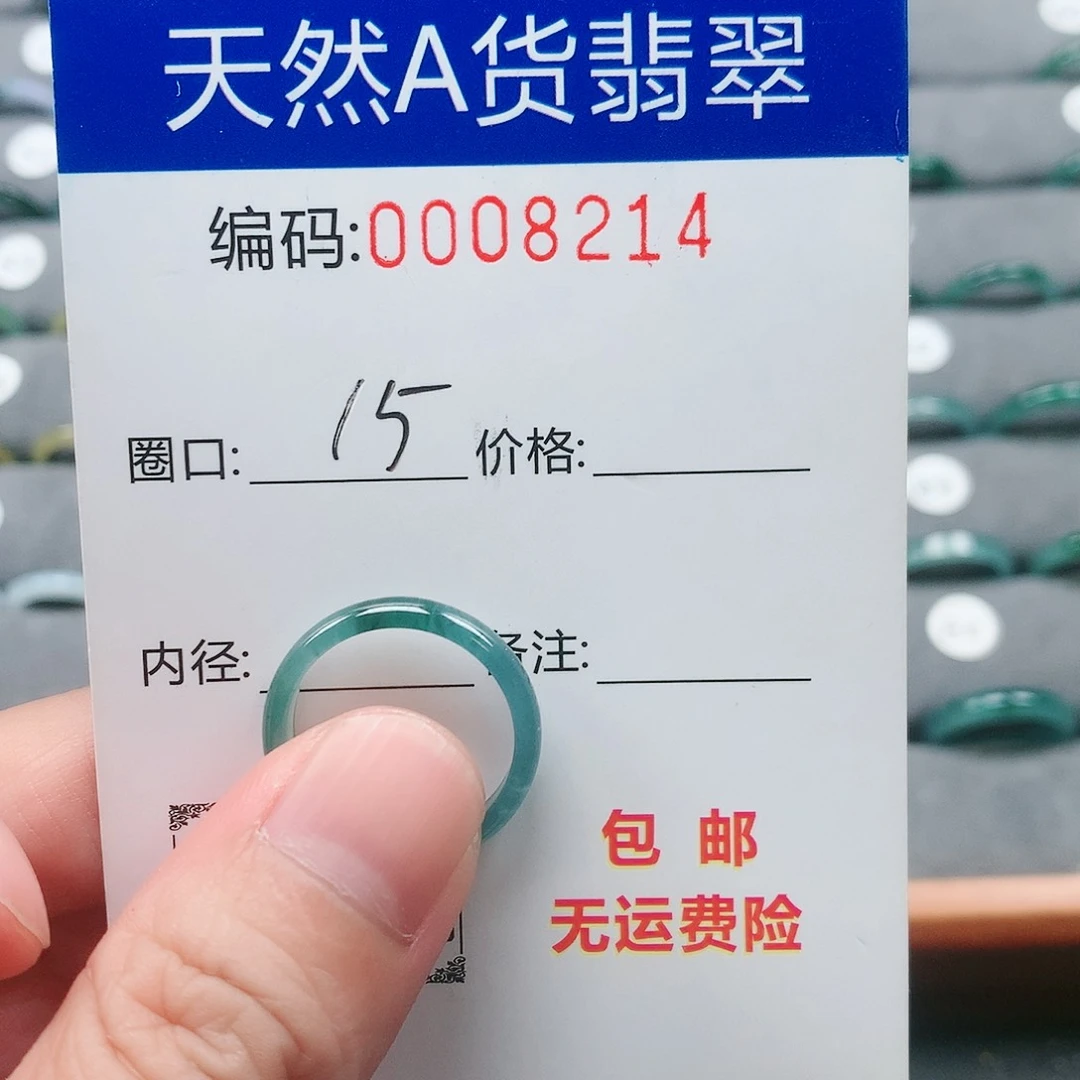 天然A货翡翠
编码:0008214
圈口: 15 价格:
内径: 注:
包 邮
无运费险